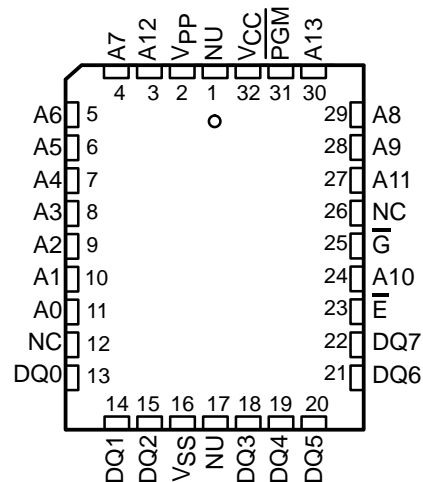 A7 A12 VPP NU VCC PGM A13
4 3 2 1 32 31 30
A6 5 29 A8
A5 6 28 A9
A4 7 27 A11
A3 8 26 NC
A2 9 25 G
A1 10 24 A10
A0 11 23 E
NC 12 22 DQ7
DQ0 13 21 DQ6
14 15 16 17 18 19 20
DQ1 DQ2 VSS NU DQ3 DQ4 DQ5